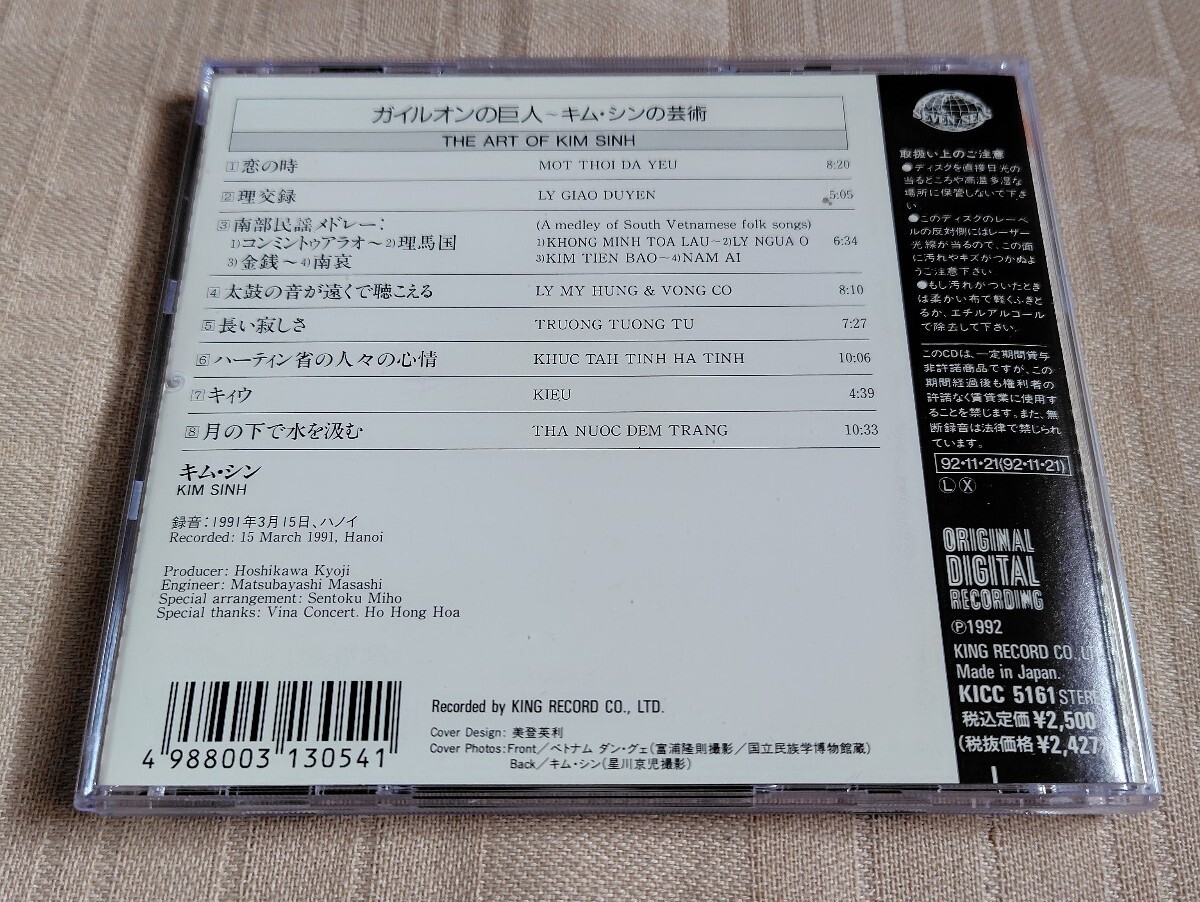 ガイルオンの巨人~キム・シンの芸術
THE ART OF KIM SINH
1 恋の時 MOT THOI DA YEU 8:20
2 理交録 LY GIAO DUYEN 5:05
3 南部民謡メドレー: (A medley of South Vetnamese folk songs)
1)コンミントゥアラオ~2)理馬国 1)KHONG MINH TOA LAU~2)LY NGUA O 6:34
3)金銭~4)南哀 3)KIM TIEN BAO~4)NAM AI
4 太鼓の音が遠くで聴こえる LY MY HUNG & VONG CO 8:10
5 長い寂しさ TRUONG TUONG TU 7:27
6 ハーティン省の人々の心情 KHUC TAH TINH HA TINH 10:06
7 キィウ KIEU 4:39
8 月の下で水を汲む THA NUOC DEM TRANG 10:33
キム・シン
KIM SINH
録音:1991年3月15日、ハノイ
Recorded: 15 March 1991, Hanoi
Producer: Hoshikawa Kyoji
Engineer: Matsubayashi Masashi
Special arrangement: Sentoku Miho
Special thanks: Vina Concert. Ho Hong Hoa
4 988003 130541
Recorded by KING RECORD CO., LTD.
Cover Design: 美登英利
Cover Photos:Front/ベトナム ダン・グェ(富浦隆則撮影/国立民族学博物館蔵)
Back/キム・シン(星川京児撮影)
SEVEN SEAS
取扱い上のご注意
●ディスクを直接日光の
当るところや高温多湿な
場所に保管しないで下さ
い。
●このディスクのレーベ
ルの反対側にはレーザー
光線が当るので、この面
に汚れやキズがつかぬよ
うご注意下さい
●もし汚れがついたとき
は柔かい布で軽くふきと
るか、エチルアルコール
で除去して下さい。
このCDは、一定期間貸与
非許諾商品ですが、この
期間経過後も権利者の
許諾なく賃貸業に使用す
ることを禁じます。また、無
断録音は法律で禁じられ
ています。
92・11・21(92・11・21)
Ⓛ Ⓧ
ORIGINAL
DIGITAL
RECORDING
Ⓟ1992
KING RECORD CO.,
Made in Japan.
KICC 5161 STEREO
税込定価¥2,500
(税抜価格¥2,427)